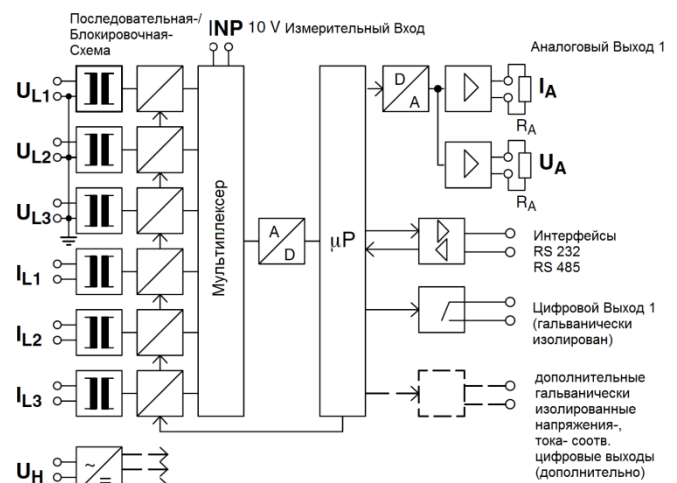 Последовательная-/
Блокировочная-
Схема
INP 10 V Измерительный Вход
Аналоговый Выход 1
UL1
UL2
UL3
IL1
IL2
IL3
UH
~
=
Мультиплексер
A
D
µP
D
A
IA
RA
UA
RA
Интерфейсы
RS 232
RS 485
Цифровой Выход 1
(гальванически
изолирован)
дополнительные
гальванически
изолированные
напряжения-,
тока- соотв.
цифровые выходы
(дополнительно)